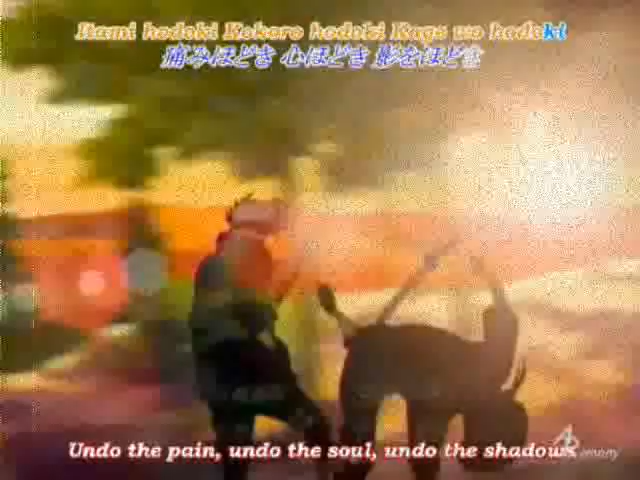 Itami hodoki Kokoro hodoki Kage wo hodoki
痛みほどき 心ほどき 影をほどき
Undo the pain, undo the soul, undo the shadows